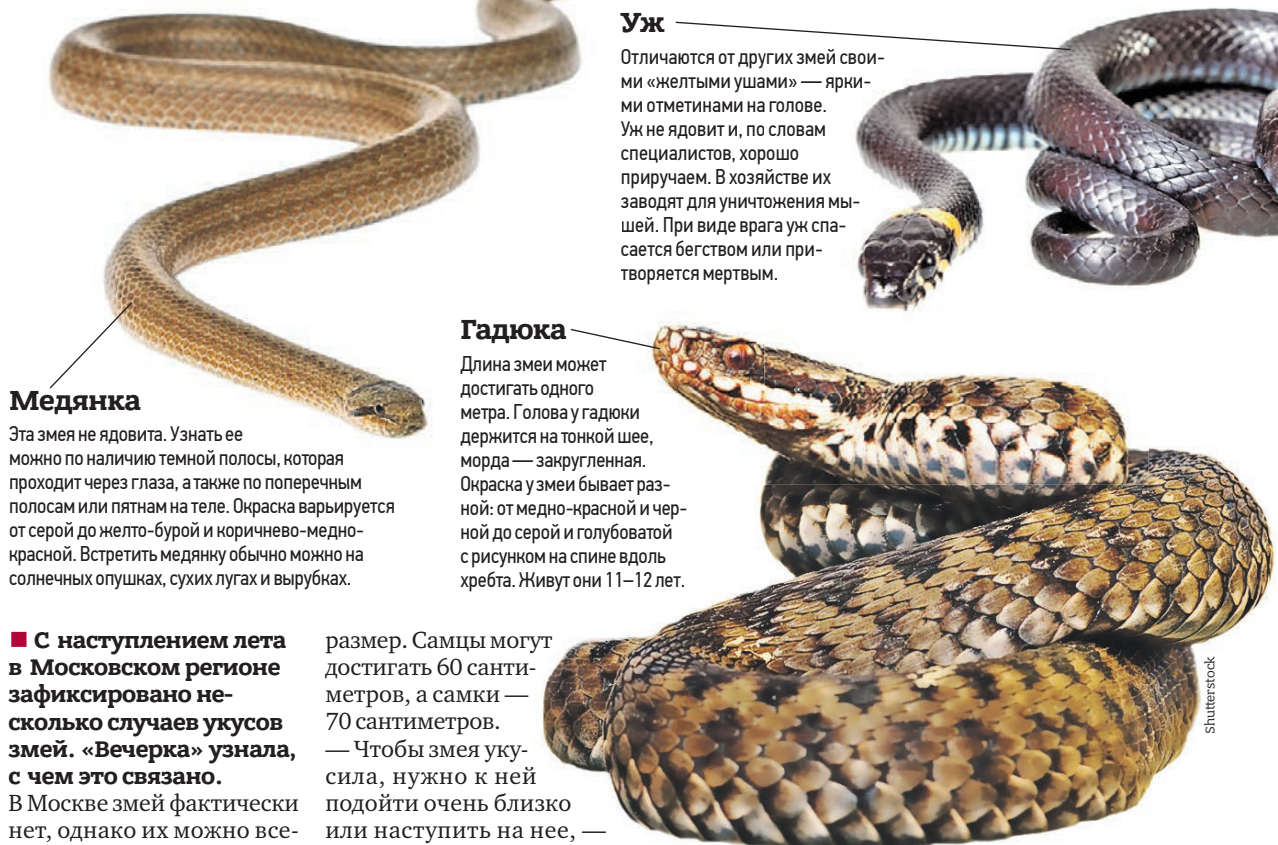 Уж
Отличаются от других змей свои-
ми «желтыми ушами» — ярки-
ми отметинами на голове.
Уж не ядовит и, по словам
специалистов, хорошо
приручаем. В хозяйстве их
заводят для уничтожения мы-
шей. При виде врага уж спа-
сается бегством или при-
творяется мертвым.
Гадюка
Длина змеи может
достигать одного
метра. Голова у гадюки
держится на тонкой шее,
морда — закругленная.
Окраска у змеи бывает раз-
ной: от медно-красной и чер-
ной до серой и голубоватой
с рисунком на спине вдоль
хребта. Живут они 11–12 лет.
Медянка
Эта змея не ядовита. Узнать ее
можно по наличию темной полосы, которая
проходит через глаза, а также по поперечным
полосам или пятнам на теле. Окраска варьируется
от серой до желто-бурой и коричнево-медно-
красной. Встретить медянку обычно можно на
солнечных опушках, сухих лугах и вырубках.
■ С наступлением лета
в Московском регионе
зафиксировано не-
сколько случаев укусов
змей. «Вечерка» узнала,
с чем это связано.
В Москве змей фактически
нет, однако их можно все-
размер. Самцы могут
достигать 60 санти-
метров, а самки —
70 сантиметров.
— Чтобы змея уку-
сила, нужно к ней
подойти очень близко
или наступить на нее, —
Shutterstock